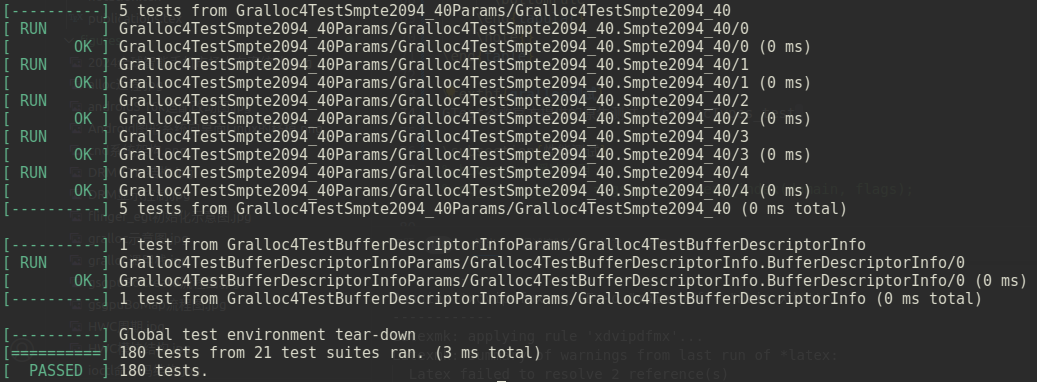 [----------] 5 tests from Gralloc4TestSmpte2094_40Params/Gralloc4TestSmpte2094_40
[ RUN      ] Gralloc4TestSmpte2094_40Params/Gralloc4TestSmpte2094_40.Smpte2094_40/0
[       OK ] Gralloc4TestSmpte2094_40Params/Gralloc4TestSmpte2094_40.Smpte2094_40/0 (0 ms)
[ RUN      ] Gralloc4TestSmpte2094_40Params/Gralloc4TestSmpte2094_40.Smpte2094_40/1
[       OK ] Gralloc4TestSmpte2094_40Params/Gralloc4TestSmpte2094_40.Smpte2094_40/1 (0 ms)
[ RUN      ] Gralloc4TestSmpte2094_40Params/Gralloc4TestSmpte2094_40.Smpte2094_40/2
[       OK ] Gralloc4TestSmpte2094_40Params/Gralloc4TestSmpte2094_40.Smpte2094_40/2 (0 ms)
[ RUN      ] Gralloc4TestSmpte2094_40Params/Gralloc4TestSmpte2094_40.Smpte2094_40/3
[       OK ] Gralloc4TestSmpte2094_40Params/Gralloc4TestSmpte2094_40.Smpte2094_40/3 (0 ms)
[ RUN      ] Gralloc4TestSmpte2094_40Params/Gralloc4TestSmpte2094_40.Smpte2094_40/4
[       OK ] Gralloc4TestSmpte2094_40Params/Gralloc4TestSmpte2094_40.Smpte2094_40/4 (0 ms)
[----------] 5 tests from Gralloc4TestSmpte2094_40Params/Gralloc4TestSmpte2094_40 (0 ms total)

[----------] 1 test from Gralloc4TestBufferDescriptorInfoParams/Gralloc4TestBufferDescriptorInfo
[ RUN      ] Gralloc4TestBufferDescriptorInfoParams/Gralloc4TestBufferDescriptorInfo.BufferDescriptorInfo/0
[       OK ] Gralloc4TestBufferDescriptorInfoParams/Gralloc4TestBufferDescriptorInfo.BufferDescriptorInfo/0 (0 ms)
[----------] 1 test from Gralloc4TestBufferDescriptorInfoParams/Gralloc4TestBufferDescriptorInfo (0 ms total)

[----------] Global test environment tear-down
[==========] 180 tests from 21 test suites ran. (3 ms total)
[  PASSED  ] 180 tests.